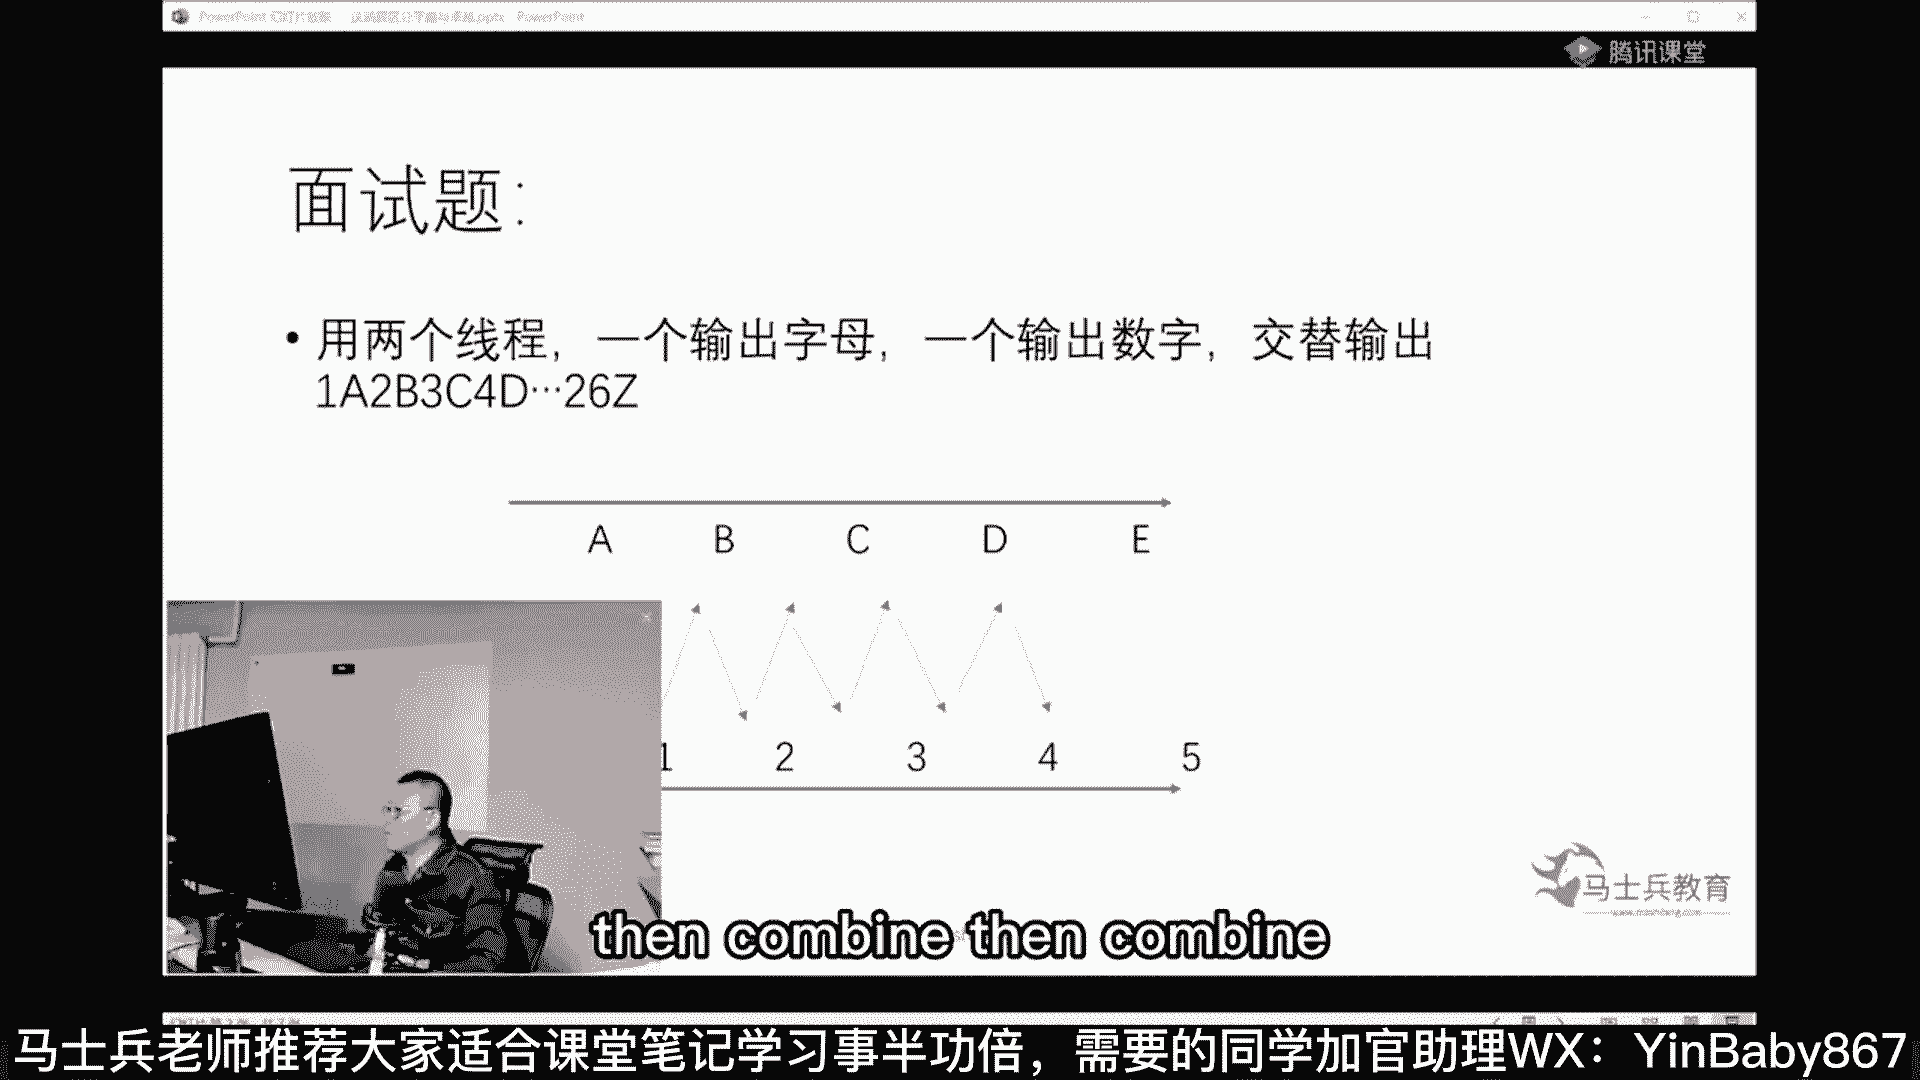 腾讯课堂
面试题：
• 用两个线程，一个输出字母，一个输出数字，交替输出
1A2B3C4D…26Z
A B C D E
1 2 3 4 5
马士兵教育
then combine then combine
马士兵老师推荐大家适合课堂笔记学习事半功倍，需要的同学加官助理WX：YinBaby867